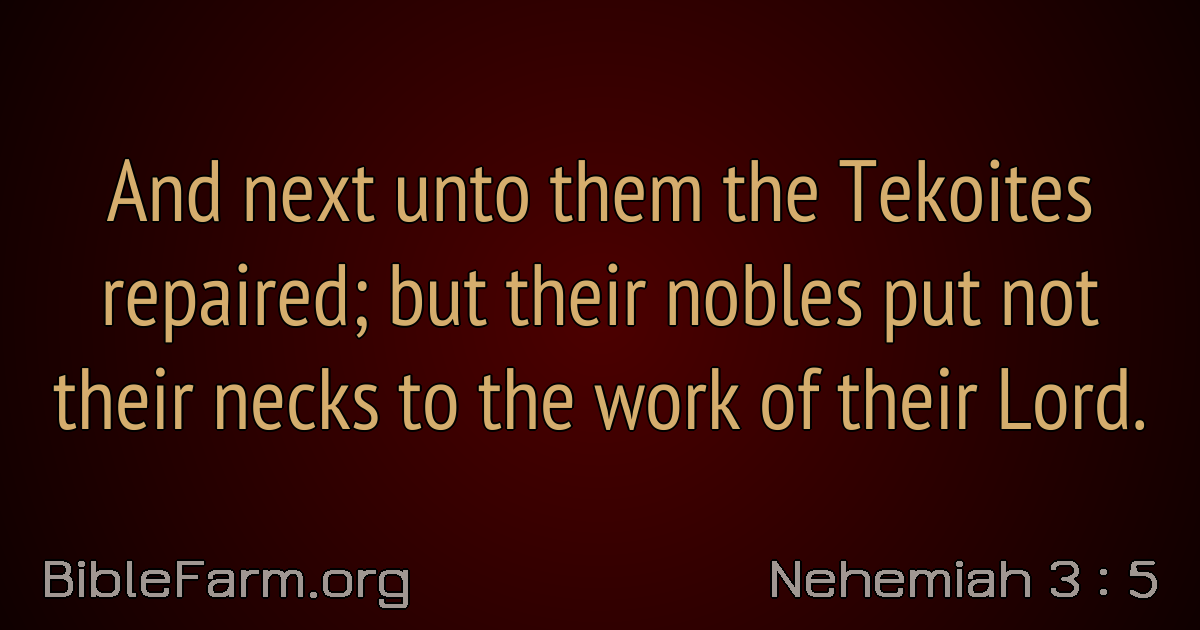 And next unto them the Tekoites
repaired; but their nobles put not
their necks to the work of their Lord.
BibleFarm.org
Nehemiah 3 : 5